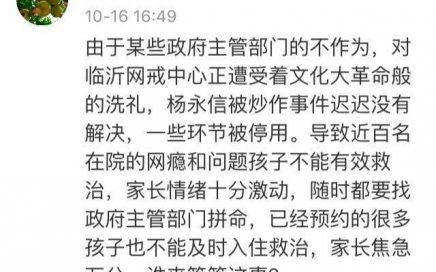 10-16 16:49
由于某些政府主管部门的不作为，对
临沂网戒中心正遭受着文化大革命般
的洗礼，杨永信被炒作事件迟迟没有
解决，一些环节被停用。导致近百名
在院的网瘾和问题孩子不能有效救
治，家长情绪十分激动，随时都要找
政府主管部门拼命，已经预约的很多
孩子也不能及时入住救治，家长焦急